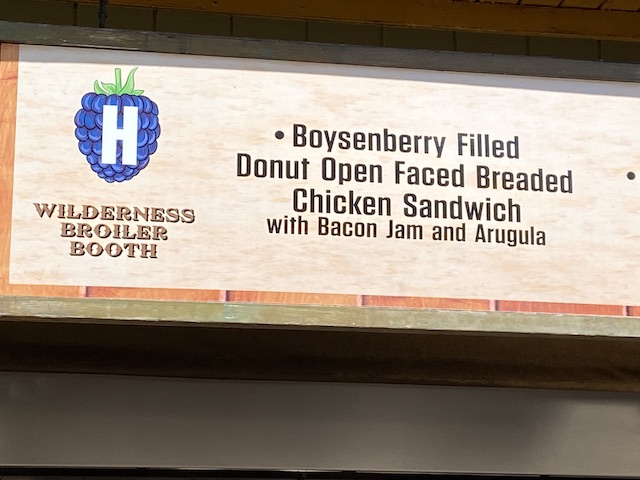 H
WILDERNESS
BROILER
BOOTH
• Boysenberry Filled
Donut Open Faced Breaded
Chicken Sandwich
with Bacon Jam and Arugula
•